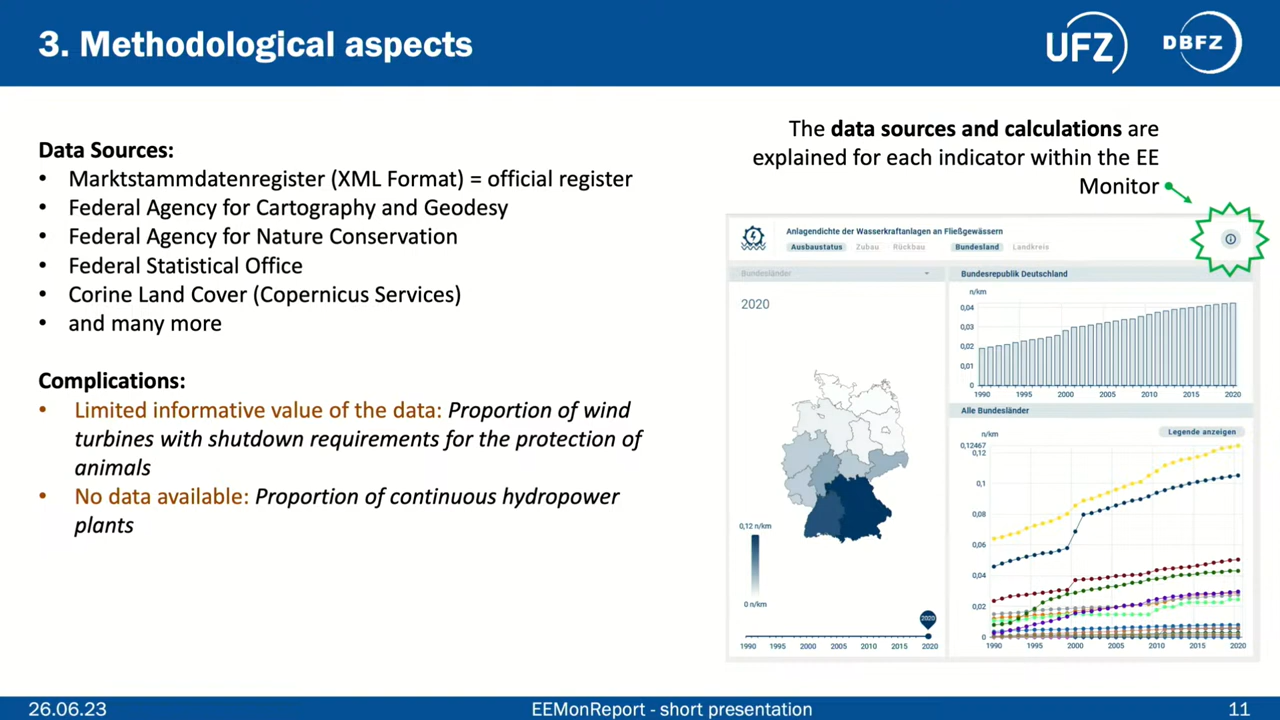 3. Methodological aspects
UFZ
DBFZ
Data Sources:
• Marktstammdatenregister (XML Format) = official register
• Federal Agency for Cartography and Geodesy
• Federal Agency for Nature Conservation
• Federal Statistical Office
• Corine Land Cover (Copernicus Services)
• and many more
Complications:
• Limited informative value of the data: Proportion of wind
turbines with shutdown requirements for the protection of
animals
• No data available: Proportion of continuous hydropower
plants
The data sources and calculations are
explained for each indicator within the EE
Monitor
Anlagendichte der Wasserkraftanlagen an Fließgewässern
Ausbaustatus Zubau Rückbau Bundesland Landkreis
Bundesländer
2020
0,12 n/km
0 n/km
2020
1990 1995 2000 2005 2010 2015 2020
Bundesrepublik Deutschland
n/km
0,04
0,03
0,02
0,01
0
1990 1995 2000 2005 2010 2015 2020
Alle Bundesländer
n/km
Legende anzeigen
0,12467
0,12
0,1
0,08
0,06
0,04
0,02
0
1990 1995 2000 2005 2010 2015 2020
26.06.23
EEMonReport - short presentation
11